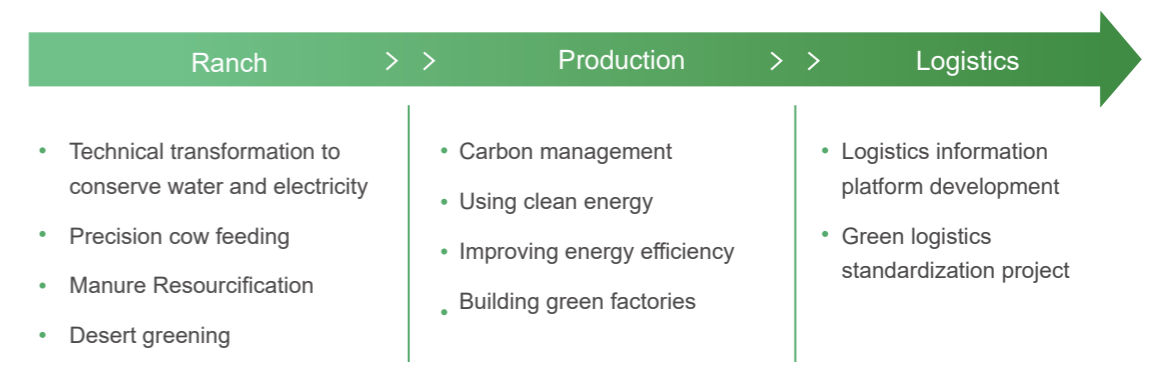 Ranch > > Production > > Logistics
• Technical transformation to
conserve water and electricity
• Precision cow feeding
• Manure Resourcification
• Desert greening
• Carbon management
• Using clean energy
• Improving energy efficiency
• Building green factories
• Logistics information
platform development
• Green logistics
standardization project